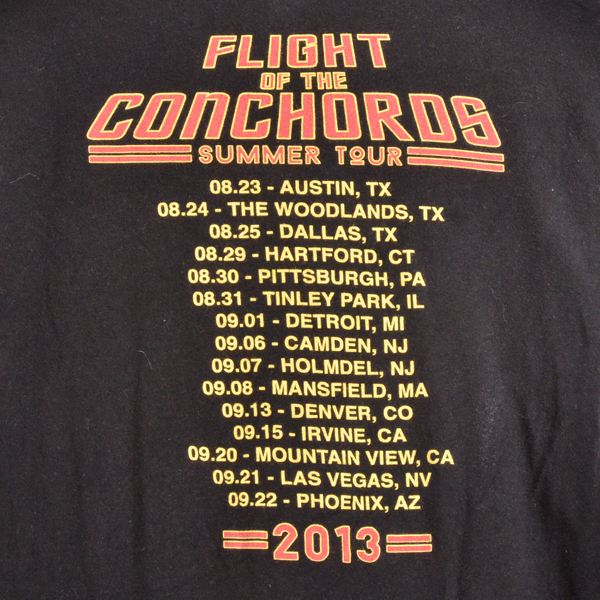 FLIGHT
OF THE
CONCHORDS
SUMMER TOUR
08.23 - AUSTIN, TX
08.24 - THE WOODLANDS, TX
08.25 - DALLAS, TX
08.29 - HARTFORD, CT
08.30 - PITTSBURGH, PA
08.31 - TINLEY PARK, IL
09.01 - DETROIT, MI
09.06 - CAMDEN, NJ
09.07 - HOLMDEL, NJ
09.08 - MANSFIELD, MA
09.13 - DENVER, CO
09.15 - IRVINE, CA
09.20 - MOUNTAIN VIEW, CA
09.21 - LAS VEGAS, NV
09.22 - PHOENIX, AZ
2013